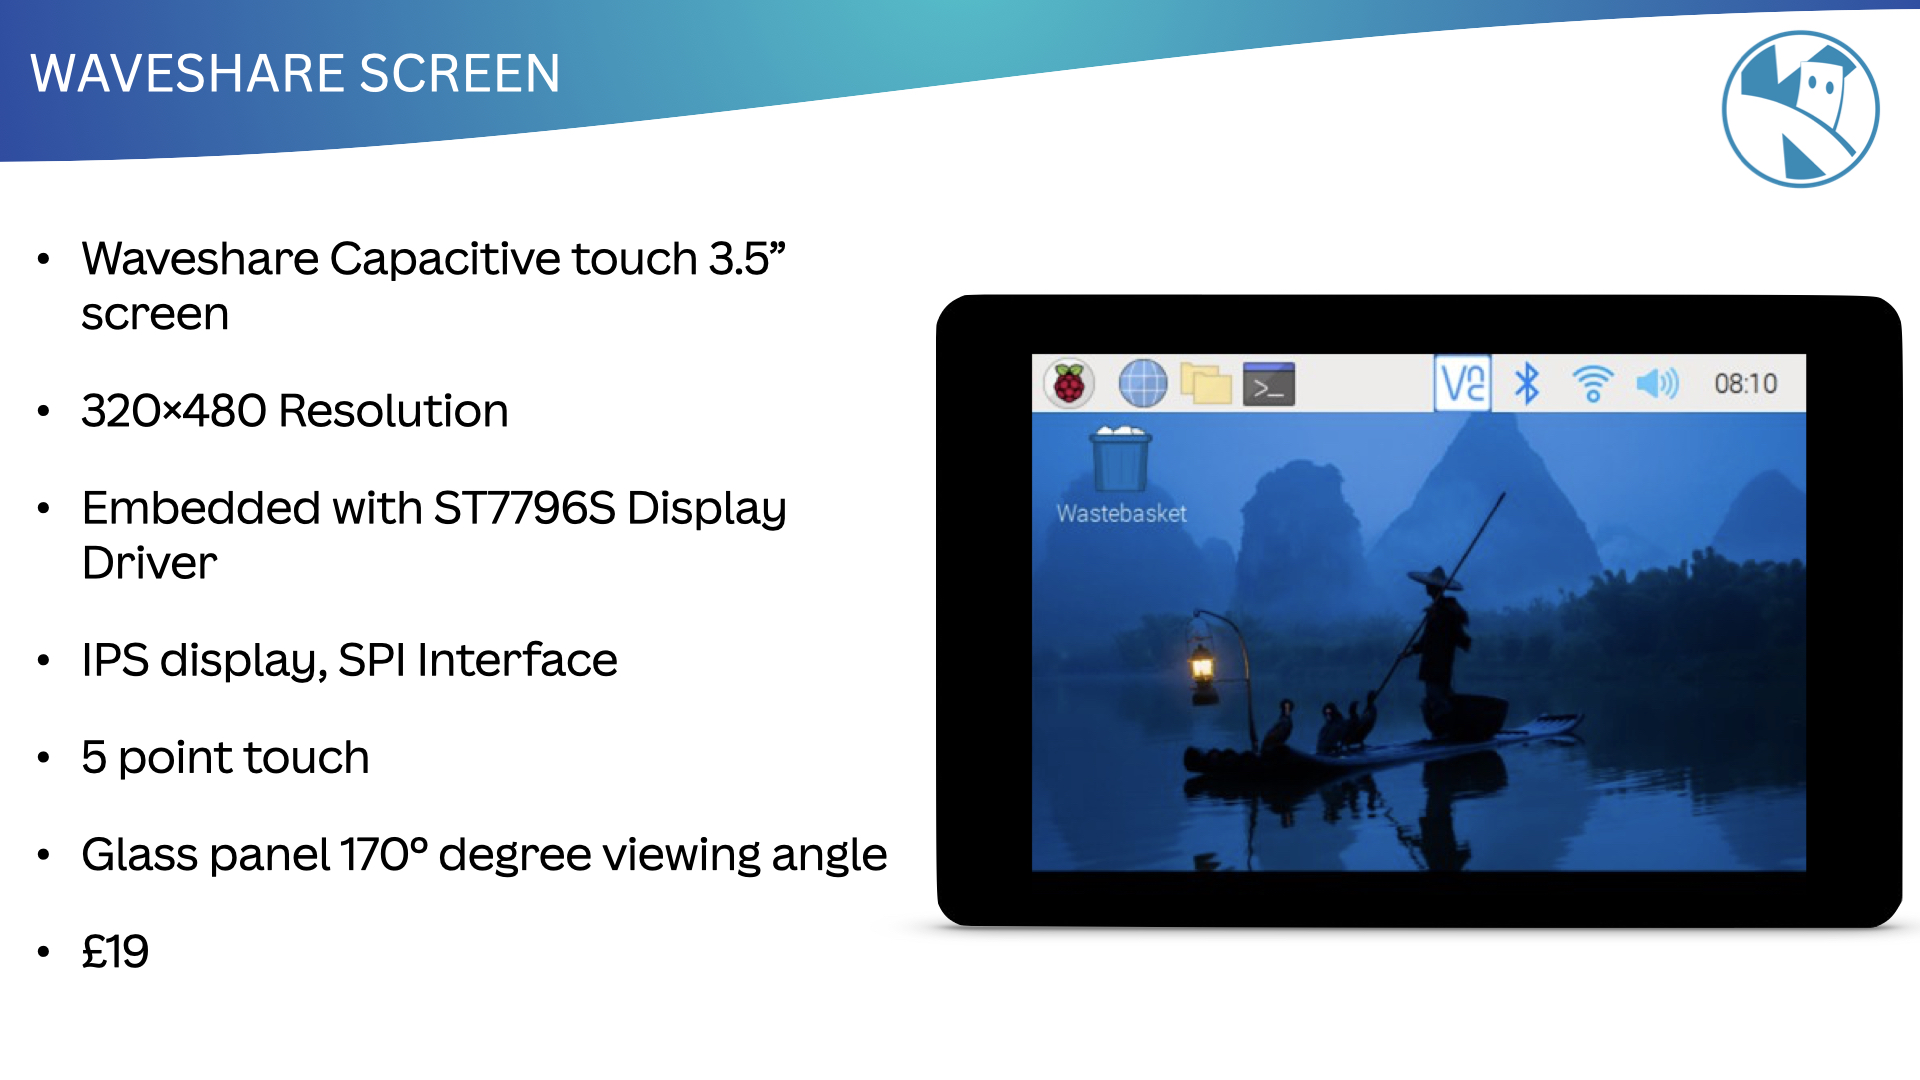 WAVESHARE SCREEN
• Waveshare Capacitive touch 3.5”
screen
• 320×480 Resolution
• Embedded with ST7796S Display
Driver
• IPS display, SPI Interface
• 5 point touch
• Glass panel 170° degree viewing angle
• £19
>_
VNC
08:10
Wastebasket